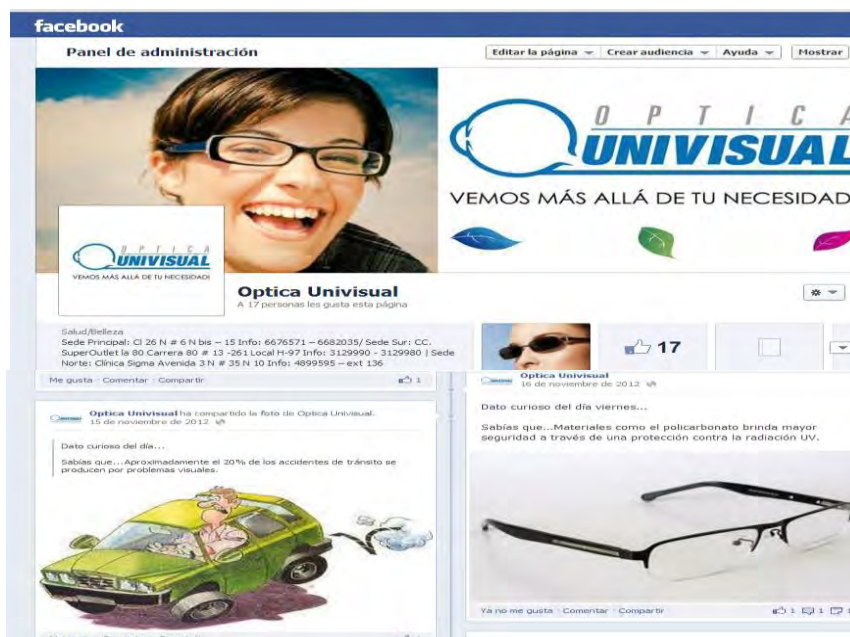 facebook
Panel de administración
Editar la página
Crear audiencia
Ayuda
Mostrar
OPTICA
UNIVISUAL
VEMOS MÁS ALLÁ DE TU NECESIDAD
OPTICA
UNIVISUAL
VEMOS MÁS ALLÁ DE TU NECESIDAD!
Optica Univisual
A 17 personas les gusta esta página
Salud/Belleza
Sede Principal: Cl 26 N # 6 N bis – 15 Info: 6676571 – 6682035/ Sede Sur: CC.
SuperOutlet la 80 Carrera 80 # 13 -261 Local H-97 Info: 3129990 - 3129980 | Sede
Norte: Clínica Sigma Avenida 3 N # 35 N 10 Info: 4899595 – ext 136
17
Me gusta · Comentar · Compartir
1
Optica Univisual ha compartido la foto de Optica Univisual.
15 de noviembre de 2012
Dato curioso del día...
Sabías que...Aproximadamente el 20% de los accidentes de tránsito se
producen por problemas visuales.
Optica Univisual
16 de noviembre de 2012
Dato curioso del día viernes...
Sabías que...Materiales como el policarbonato brinda mayor
seguridad a través de una protección contra la radiación UV.
Ya no me gusta · Comentar · Compartir
1 1